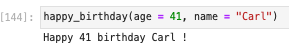 [144]: happy_birthday(age = 41, name = "Carl")
Happy 41 birthday Carl !